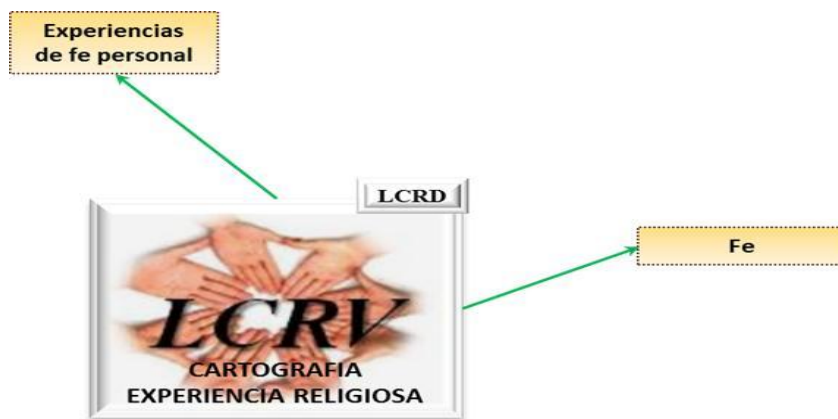 Experiencias
de fe personal
LCRD
Fe
LCRV
CARTOGRAFIA
EXPERIENCIA RELIGIOSA